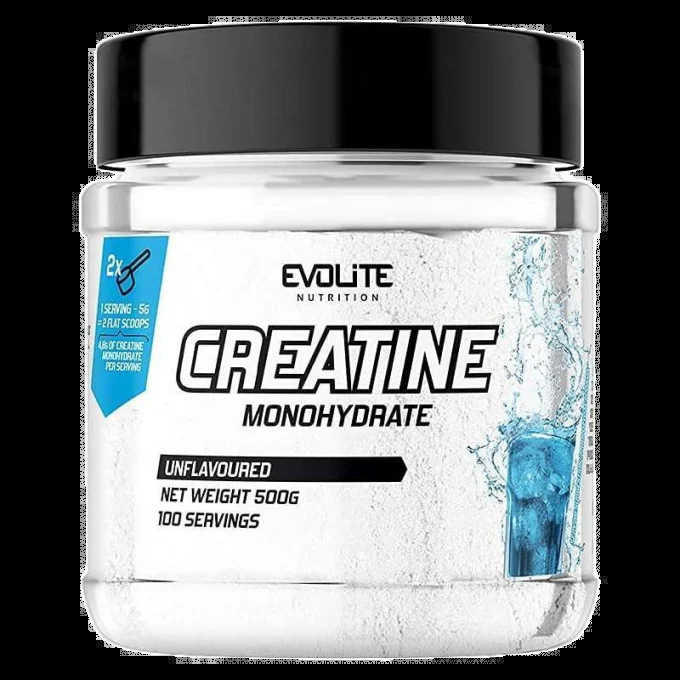 EVOLITE
NUTRITION
CREATINE
MONOHYDRATE
UNFLAVOURED
NET WEIGHT 500G
100 SERVINGS
2x
1 SERVING - 5G
= 2 FLAT SCOOPS
4,8G OF CREATINE
MONOHYDRATE
PER SERVING